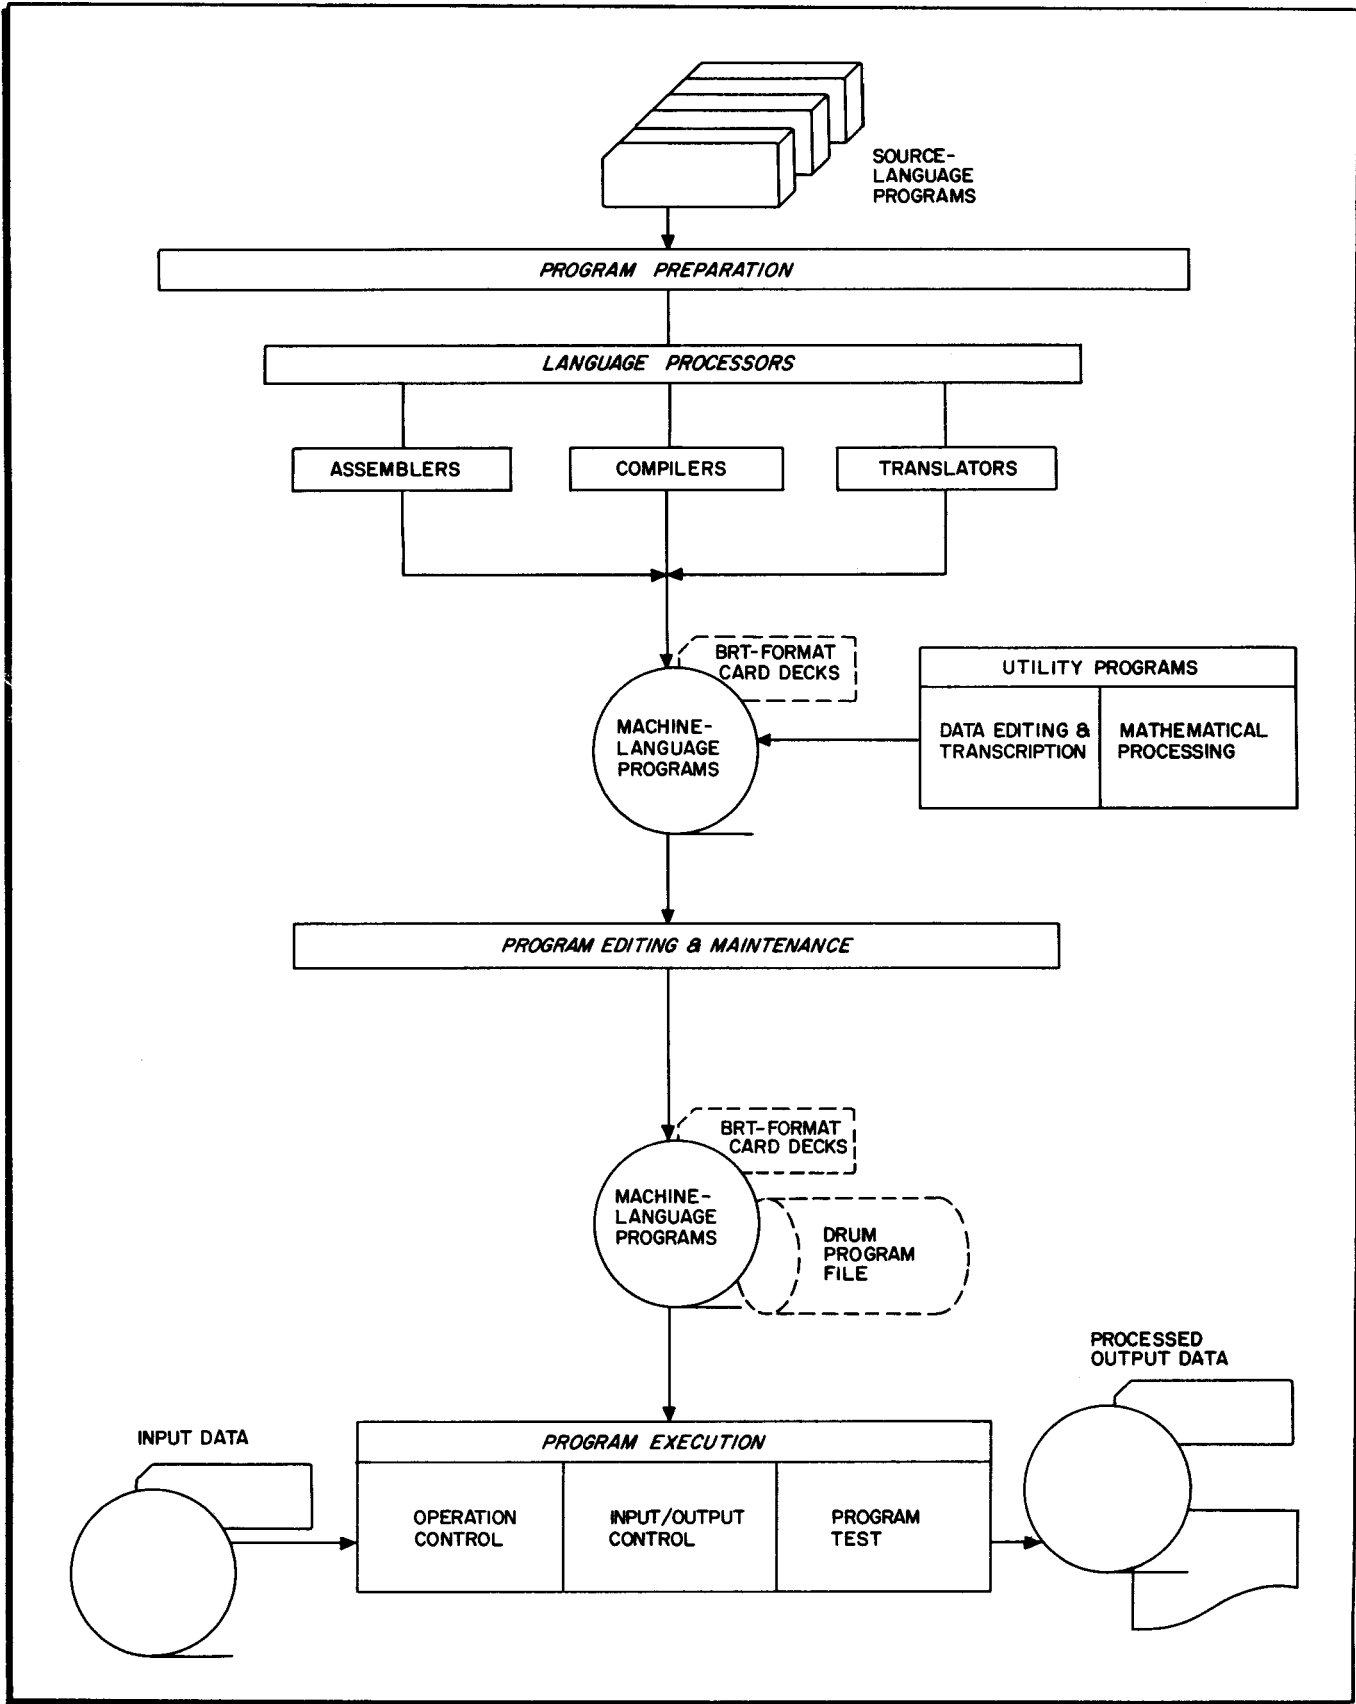 SOURCE-
LANGUAGE
PROGRAMS
PROGRAM PREPARATION
LANGUAGE PROCESSORS
ASSEMBLERS
COMPILERS
TRANSLATORS
BRT-FORMAT
CARD DECKS
MACHINE-
LANGUAGE
PROGRAMS
UTILITY PROGRAMS
DATA EDITING &
TRANSCRIPTION
MATHEMATICAL
PROCESSING
PROGRAM EDITING & MAINTENANCE
BRT-FORMAT
CARD DECKS
MACHINE-
LANGUAGE
PROGRAMS
DRUM
PROGRAM
FILE
PROCESSED
OUTPUT DATA
INPUT DATA
PROGRAM EXECUTION
OPERATION
CONTROL
INPUT/OUTPUT
CONTROL
PROGRAM
TEST